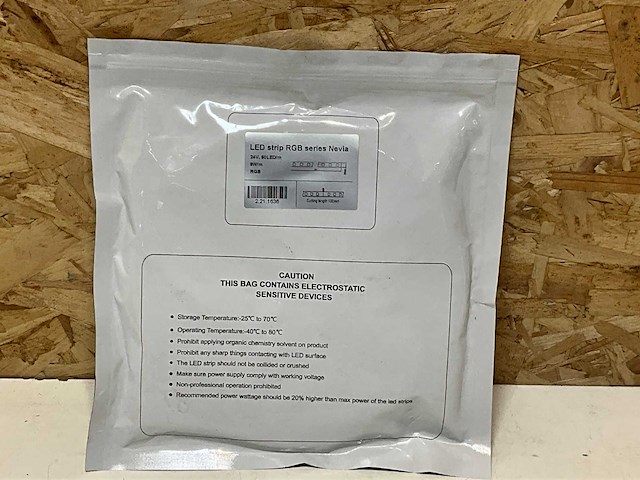 LED strip RGB series Nevia
24V, 60LED/m
RGB
2.21.1636
CAUTION
THIS BAG CONTAINS ELECTROSTATIC
SENSITIVE DEVICES
• Storage Temperature:-25℃ to 70℃
• Operating Temperature:-40℃ to 80℃
• Prohibit applying organic chemistry solvent on product
• Prohibit any sharp things contacting with LED surface
• The LED strip should not be collided or crushed
• Make sure power supply comply with working voltage
• Non-professional operation prohibited
• Recommended power wattage should be 20% higher than max power of the led strips